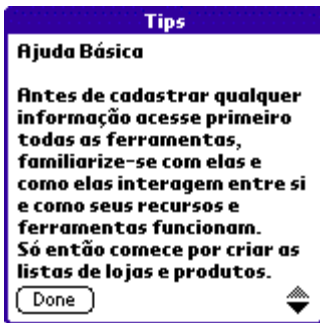 Tips
Ajuda Básica
Antes de cadastrar qualquer
informação acesse primeiro
todas as ferramentas,
familiarize-se com elas e
como elas interagem entre si
e como seus recursos e
ferramentas funcionam.
Só então comece por criar as
listas de lojas e produtos.
Done